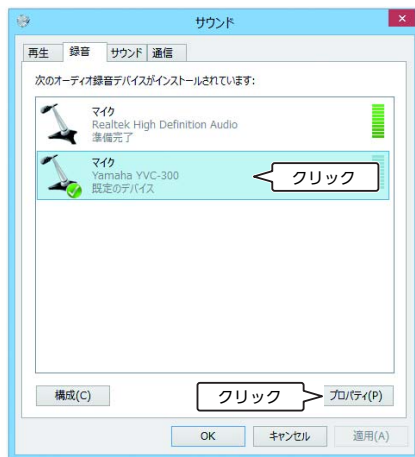 サウンド
再生 録音 サウンド 通信
次のオーディオ録音デバイスがインストールされています:
マイク
Realtek High Definition Audio
準備完了
マイク
Yamaha YVC-300
既定のデバイス
クリック
構成(C)
クリック
プロパティ(P)
OK キャンセル 適用(A)